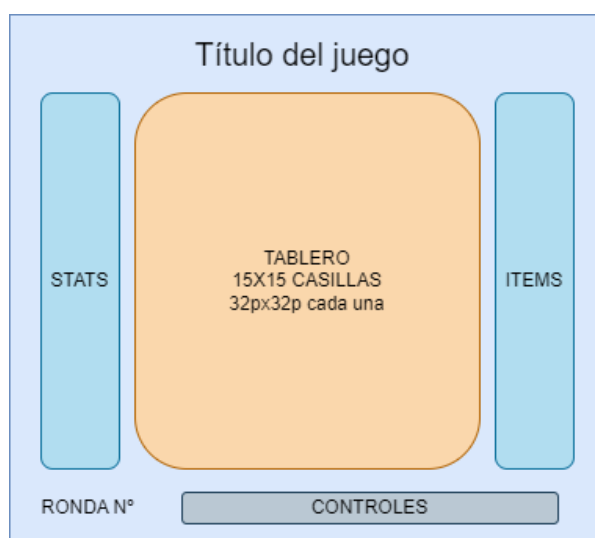 Título del juego
STATS
TABLERO
15X15 CASILLAS
32px32p cada una
ITEMS
RONDA Nº
CONTROLES